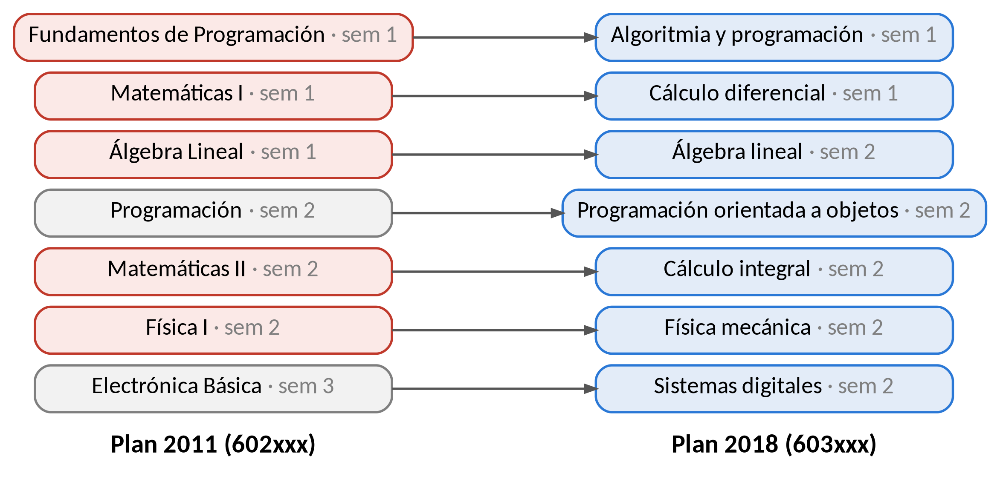 Fundamentos de Programación · sem 1
Algoritmia y programación · sem 1
Matemáticas I · sem 1
Cálculo diferencial · sem 1
Álgebra Lineal · sem 1
Álgebra lineal · sem 2
Programación · sem 2
Programación orientada a objetos · sem 2
Matemáticas II · sem 2
Cálculo integral · sem 2
Física I · sem 2
Física mecánica · sem 2
Electrónica Básica · sem 3
Sistemas digitales · sem 2
Plan 2011 (602xxx)
Plan 2018 (603xxx)